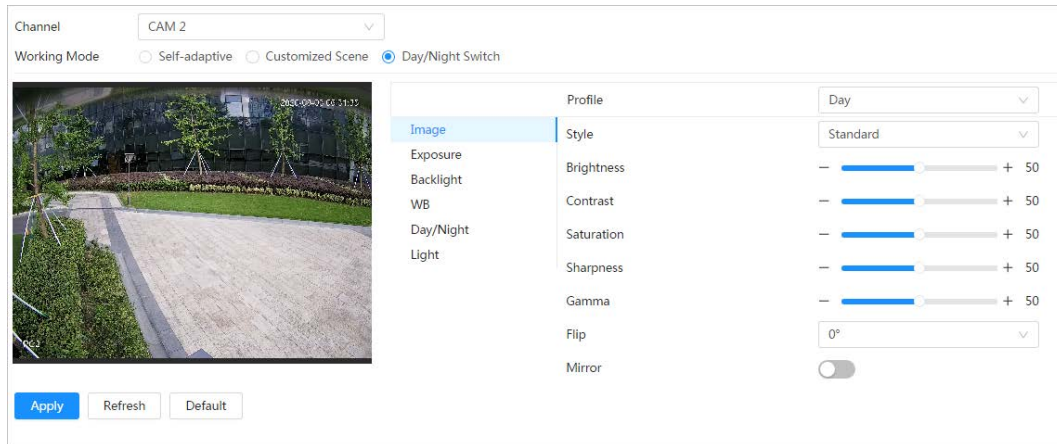 Channel CAM 2
Working Mode Self-adaptive Customized Scene Day/Night Switch
Profile Day
Image Style Standard
Exposure
Brightness − + 50
Backlight
Contrast − + 50
WB
Day/Night
Saturation − + 50
Light
Sharpness − + 50
Gamma − + 50
Flip 0°
Mirror
Apply Refresh Default